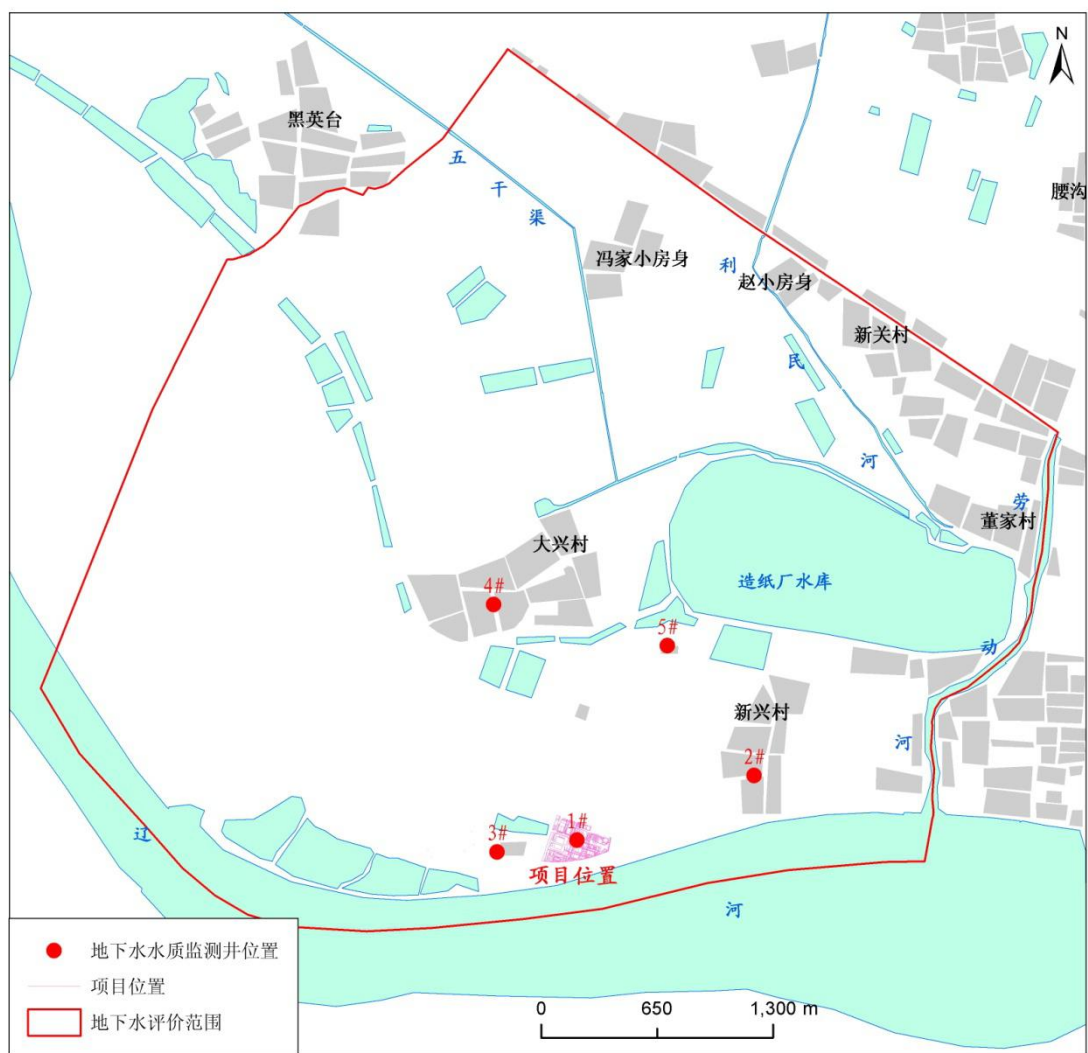 N
黑英台
五
干
渠
腰沟
冯家小房身
利
赵小房身
新关村
民
河
劳
董家村
大兴村
4#
造纸厂水库
5#
动
新兴村
河
2#
辽
3#
1#
项目位置
河
地下水水质监测井位置
项目位置
地下水评价范围
0
650
1,300 m